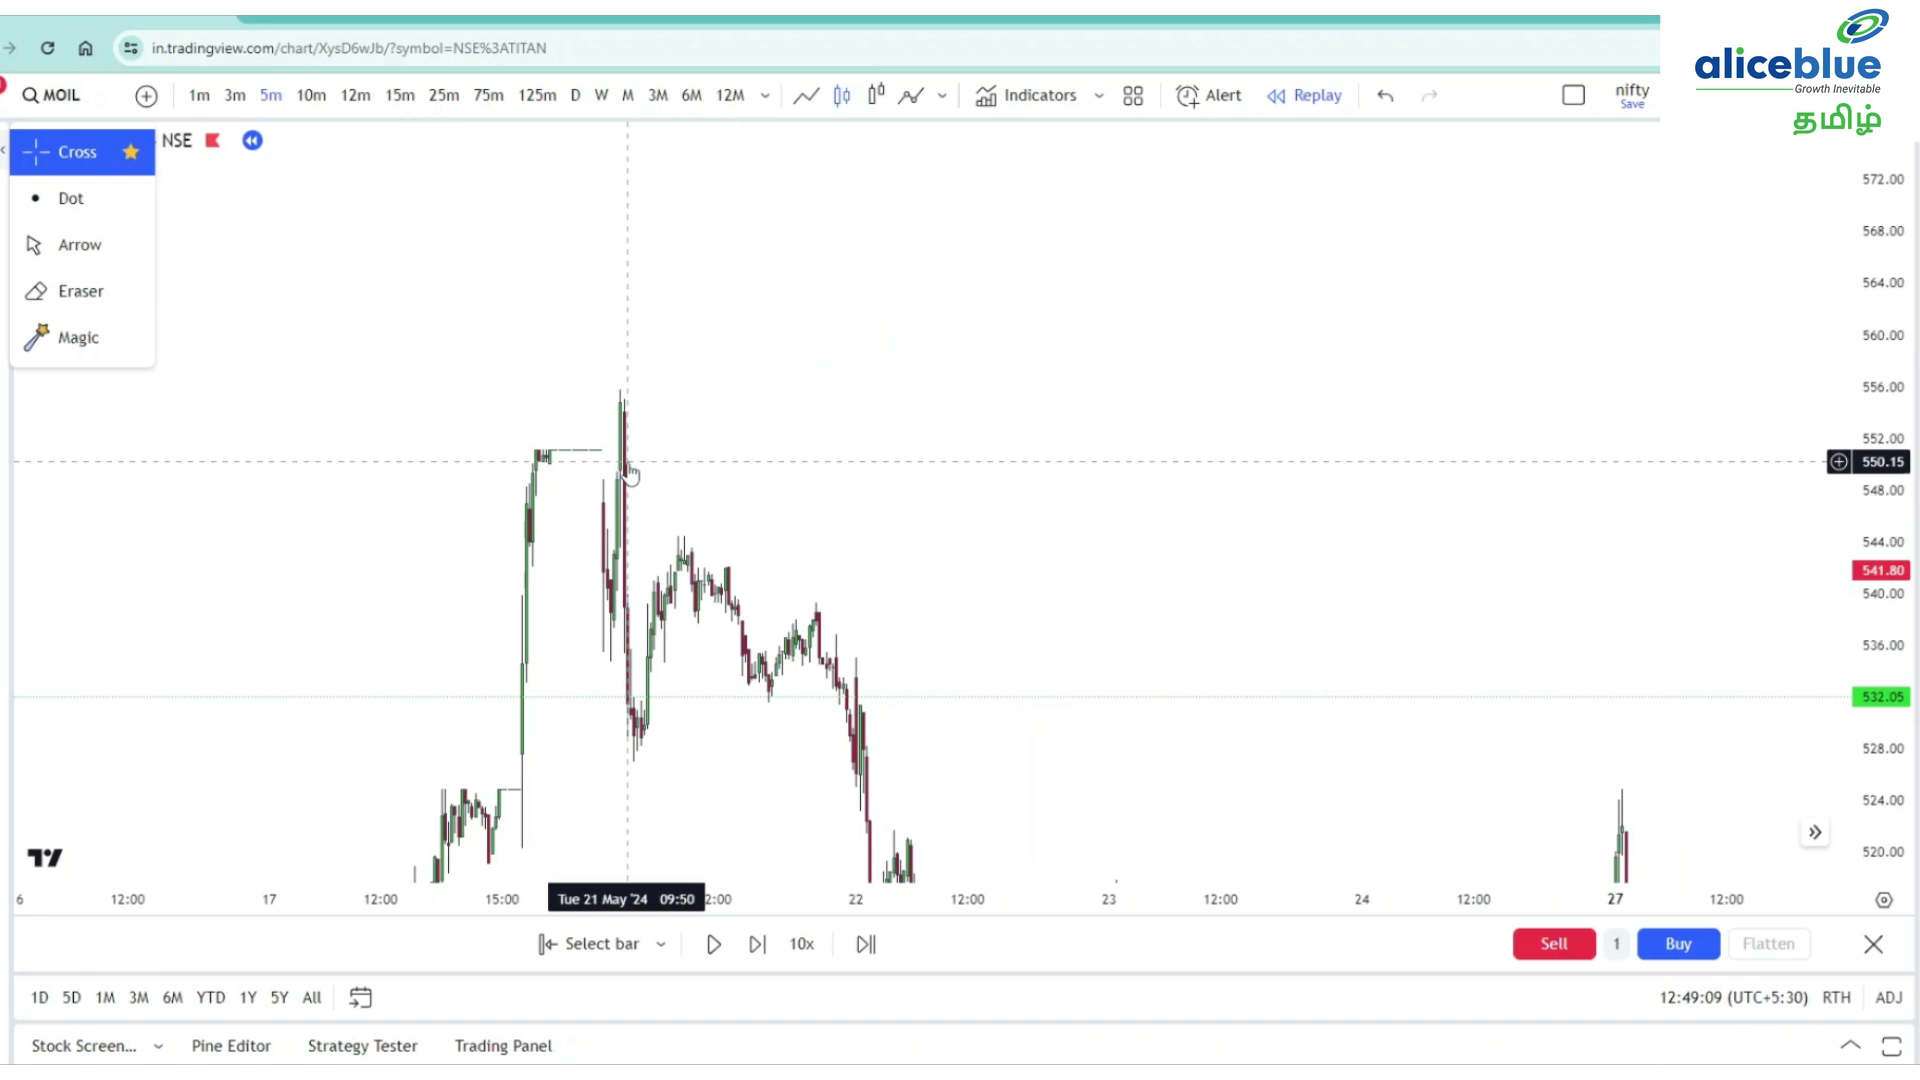 in.tradingview.com/chart/XysD6wJb/?symbol=NSE%3ATITAN
aliceblue
Growth Inevitable
தமிழ்
MOIL 1m 3m 5m 10m 12m 15m 25m 75m 125m D W M 3M 6M 12M Indicators Alert Replay nifty
Save
Cross NSE
Dot
Arrow
Eraser
Magic
572.00
568.00
564.00
560.00
556.00
552.00
550.15
548.00
544.00
541.80
540.00
536.00
532.05
528.00
524.00
520.00
6 12:00 17 12:00 15:00 Tue 21 May '24 09:50 2:00 22 12:00 23 12:00 24 12:00 27 12:00
Select bar 10x Sell 1 Buy Flatten
1D 5D 1M 3M 6M YTD 1Y 5Y All 12:49:09 (UTC+5:30) RTH ADJ
Stock Screen... Pine Editor Strategy Tester Trading Panel